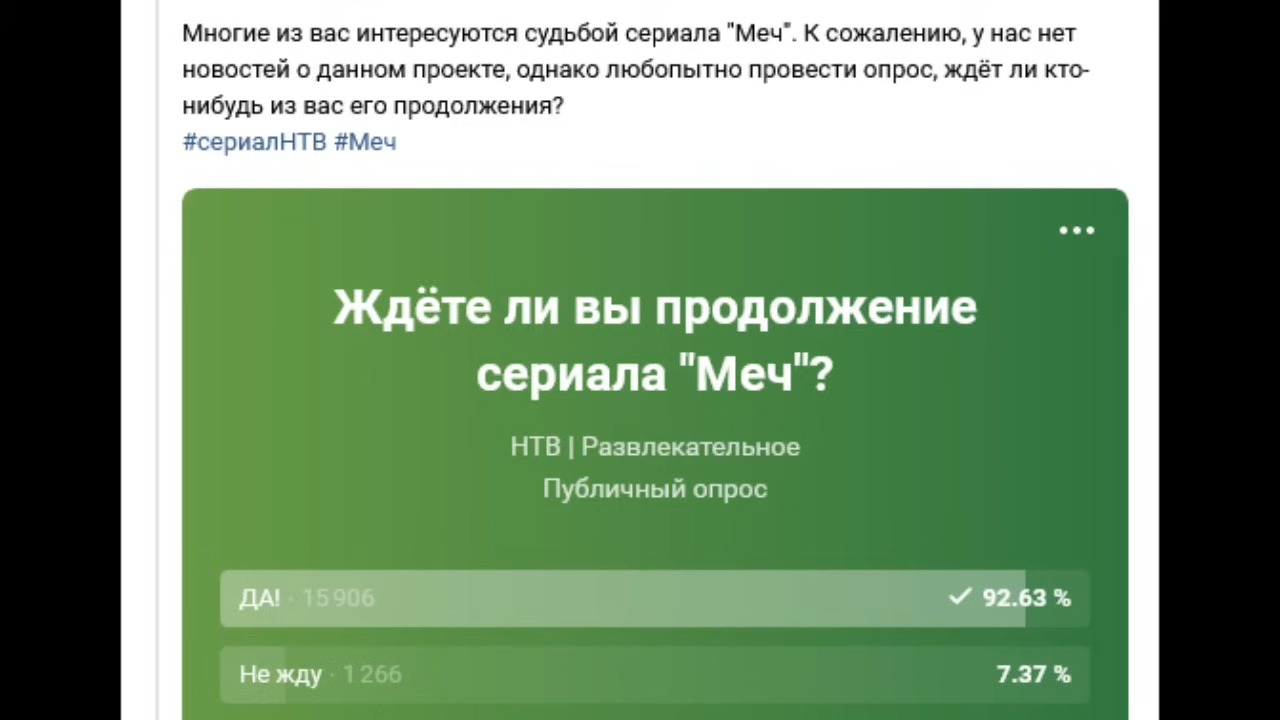 Многие из вас интересуются судьбой сериала "Меч". К сожалению, у нас нет
новостей о данном проекте, однако любопытно провести опрос, ждёт ли кто-
нибудь из вас его продолжения?
#сериалНТВ #Меч
Ждёте ли вы продолжение
сериала "Меч"?
НТВ | Развлекательное
Публичный опрос
ДА! · 15 906 92.63 %
Не жду · 1 266 7.37 %